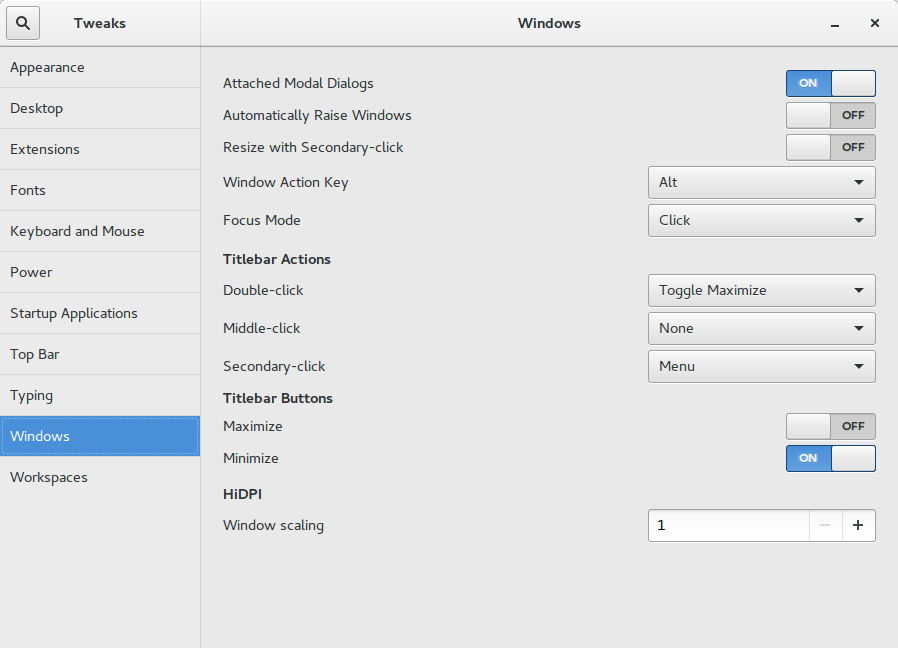 Tweaks
Windows
Appearance
Desktop
Extensions
Fonts
Keyboard and Mouse
Power
Startup Applications
Top Bar
Typing
Windows
Workspaces
Attached Modal Dialogs ON
Automatically Raise Windows OFF
Resize with Secondary-click OFF
Window Action Key Alt
Focus Mode Click
Titlebar Actions
Double-click Toggle Maximize
Middle-click None
Secondary-click Menu
Titlebar Buttons
Maximize OFF
Minimize ON
HiDPI
Window scaling 1